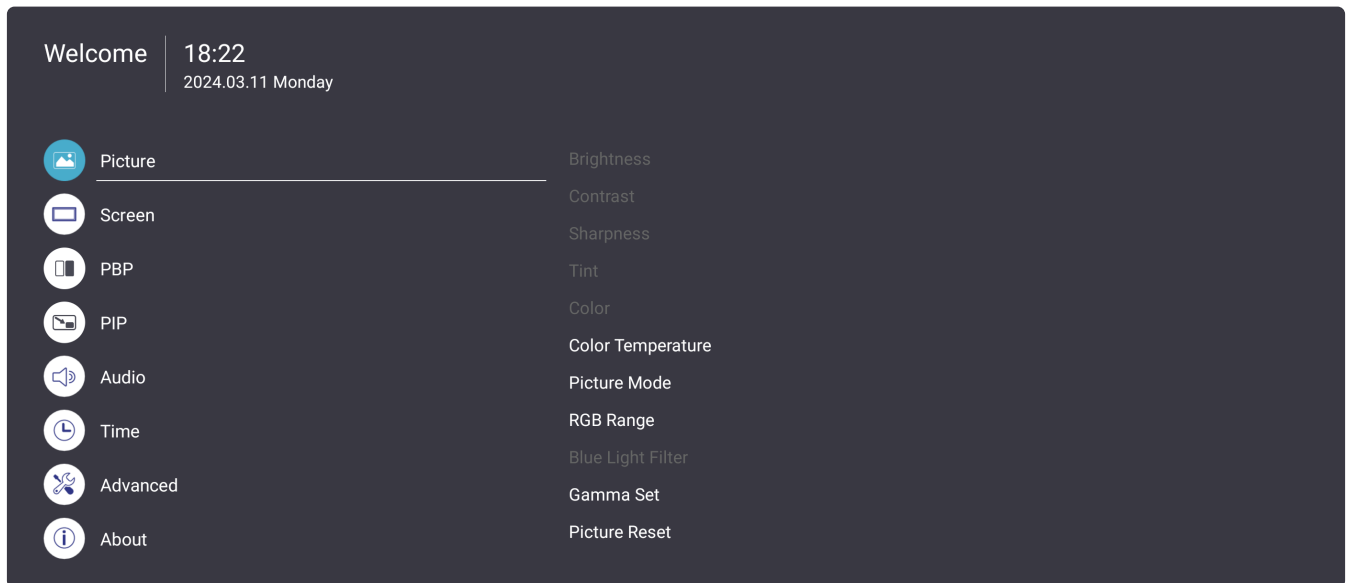 Welcome
18:22
2024.03.11 Monday
Picture
Screen
PBP
PIP
Audio
Time
Advanced
About
Brightness
Contrast
Sharpness
Tint
Color
Color Temperature
Picture Mode
RGB Range
Blue Light Filter
Gamma Set
Picture Reset